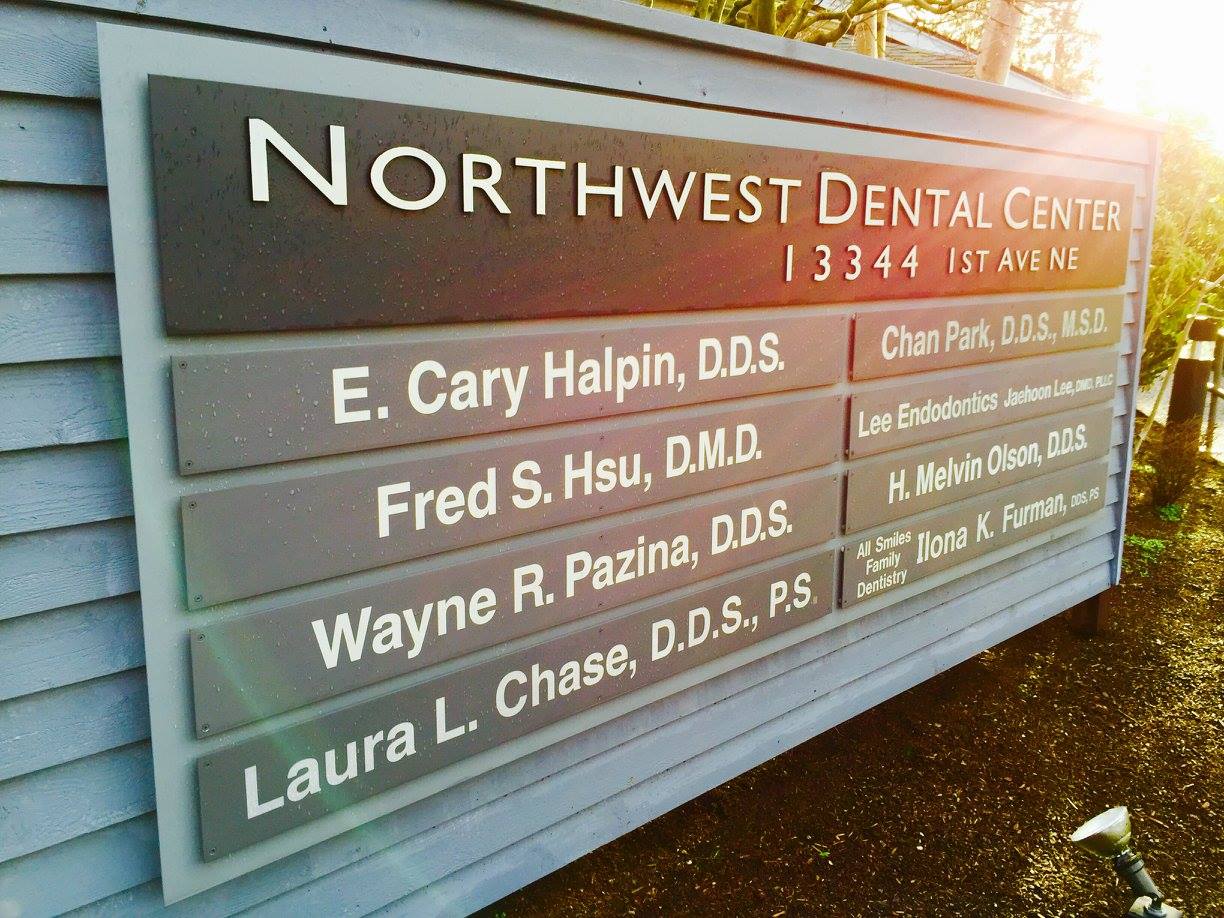 NORTHWEST DENTAL CENTER
13344 1ST AVE NE
E. Cary Halpin, D.D.S.
Fred S. Hsu, D.M.D.
Wayne R. Pazina, D.D.S.
Laura L. Chase, D.D.S., P.S.
Chan Park, D.D.S., M.S.D.
Lee Endodontics Jaehoon Lee, DMD, PLLC
H. Melvin Olson, D.D.S.
All Smiles
Family
Dentistry
Ilona K. Furman, DDS, PS